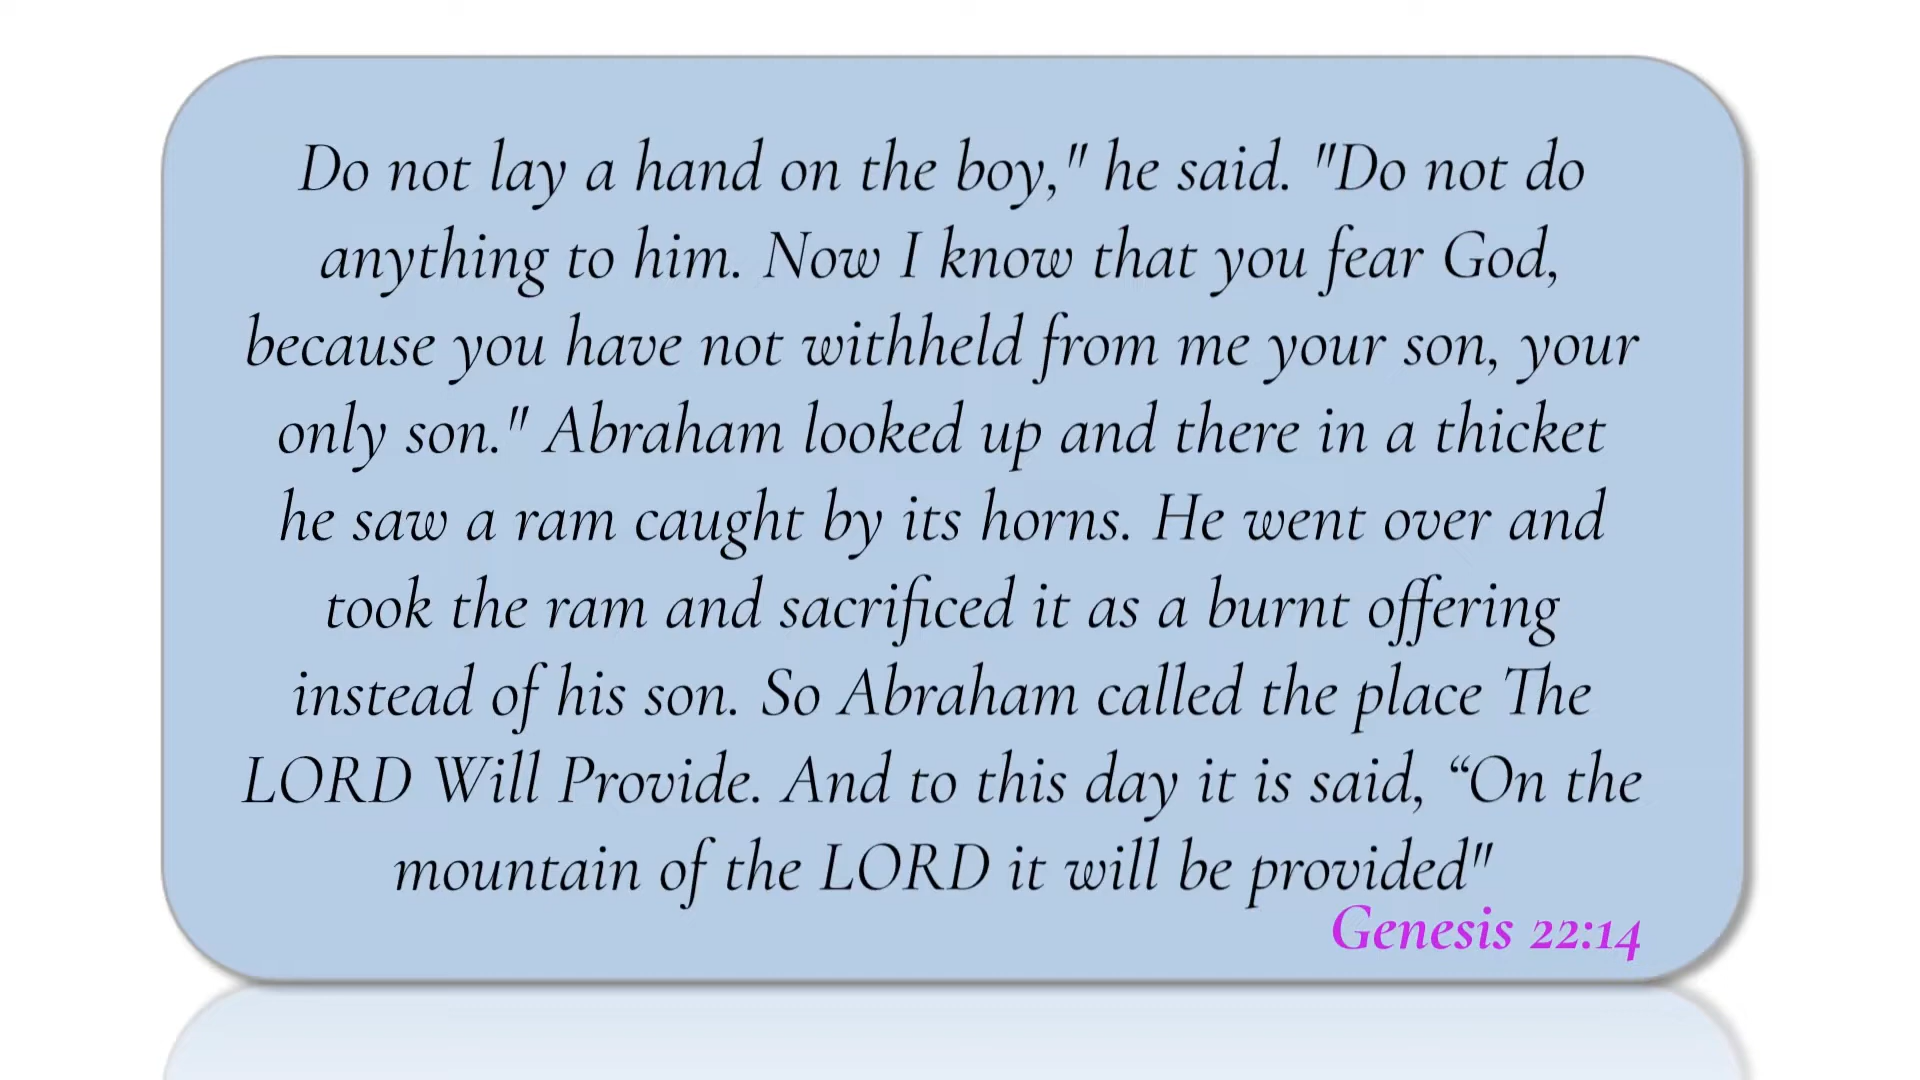 Do not lay a hand on the boy," he said. "Do not do
anything to him. Now I know that you fear God,
because you have not withheld from me your son, your
only son." Abraham looked up and there in a thicket
he saw a ram caught by its horns. He went over and
took the ram and sacrificed it as a burnt offering
instead of his son. So Abraham called the place The
LORD Will Provide. And to this day it is said, “On the
mountain of the LORD it will be provided"
Genesis 22:14